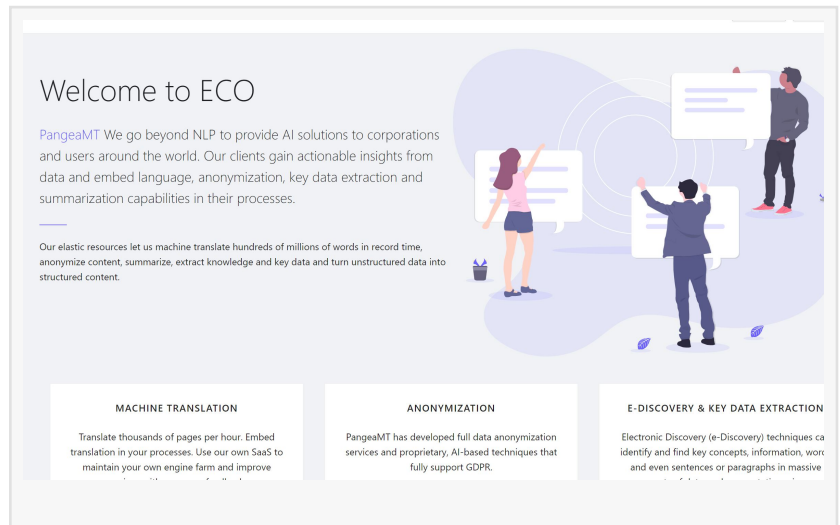 Welcome to ECO
PangeaMT We go beyond NLP to provide AI solutions to corporations
and users around the world. Our clients gain actionable insights from
data and embed language, anonymization, key data extraction and
summarization capabilities in their processes.
Our elastic resources let us machine translate hundreds of millions of words in record time,
anonymize content, summarize, extract knowledge and key data and turn unstructured data into
structured content.
MACHINE TRANSLATION
Translate thousands of pages per hour. Embed
translation in your processes. Use our own SaaS to
maintain your own engine farm and improve
ANONYMIZATION
PangeaMT has developed full data anonymization
services and proprietary, AI-based techniques that
fully support GDPR.
E-DISCOVERY & KEY DATA EXTRACTION
Electronic Discovery (e-Discovery) techniques
identify and find key concepts, information,
and even sentences or paragraphs in massive